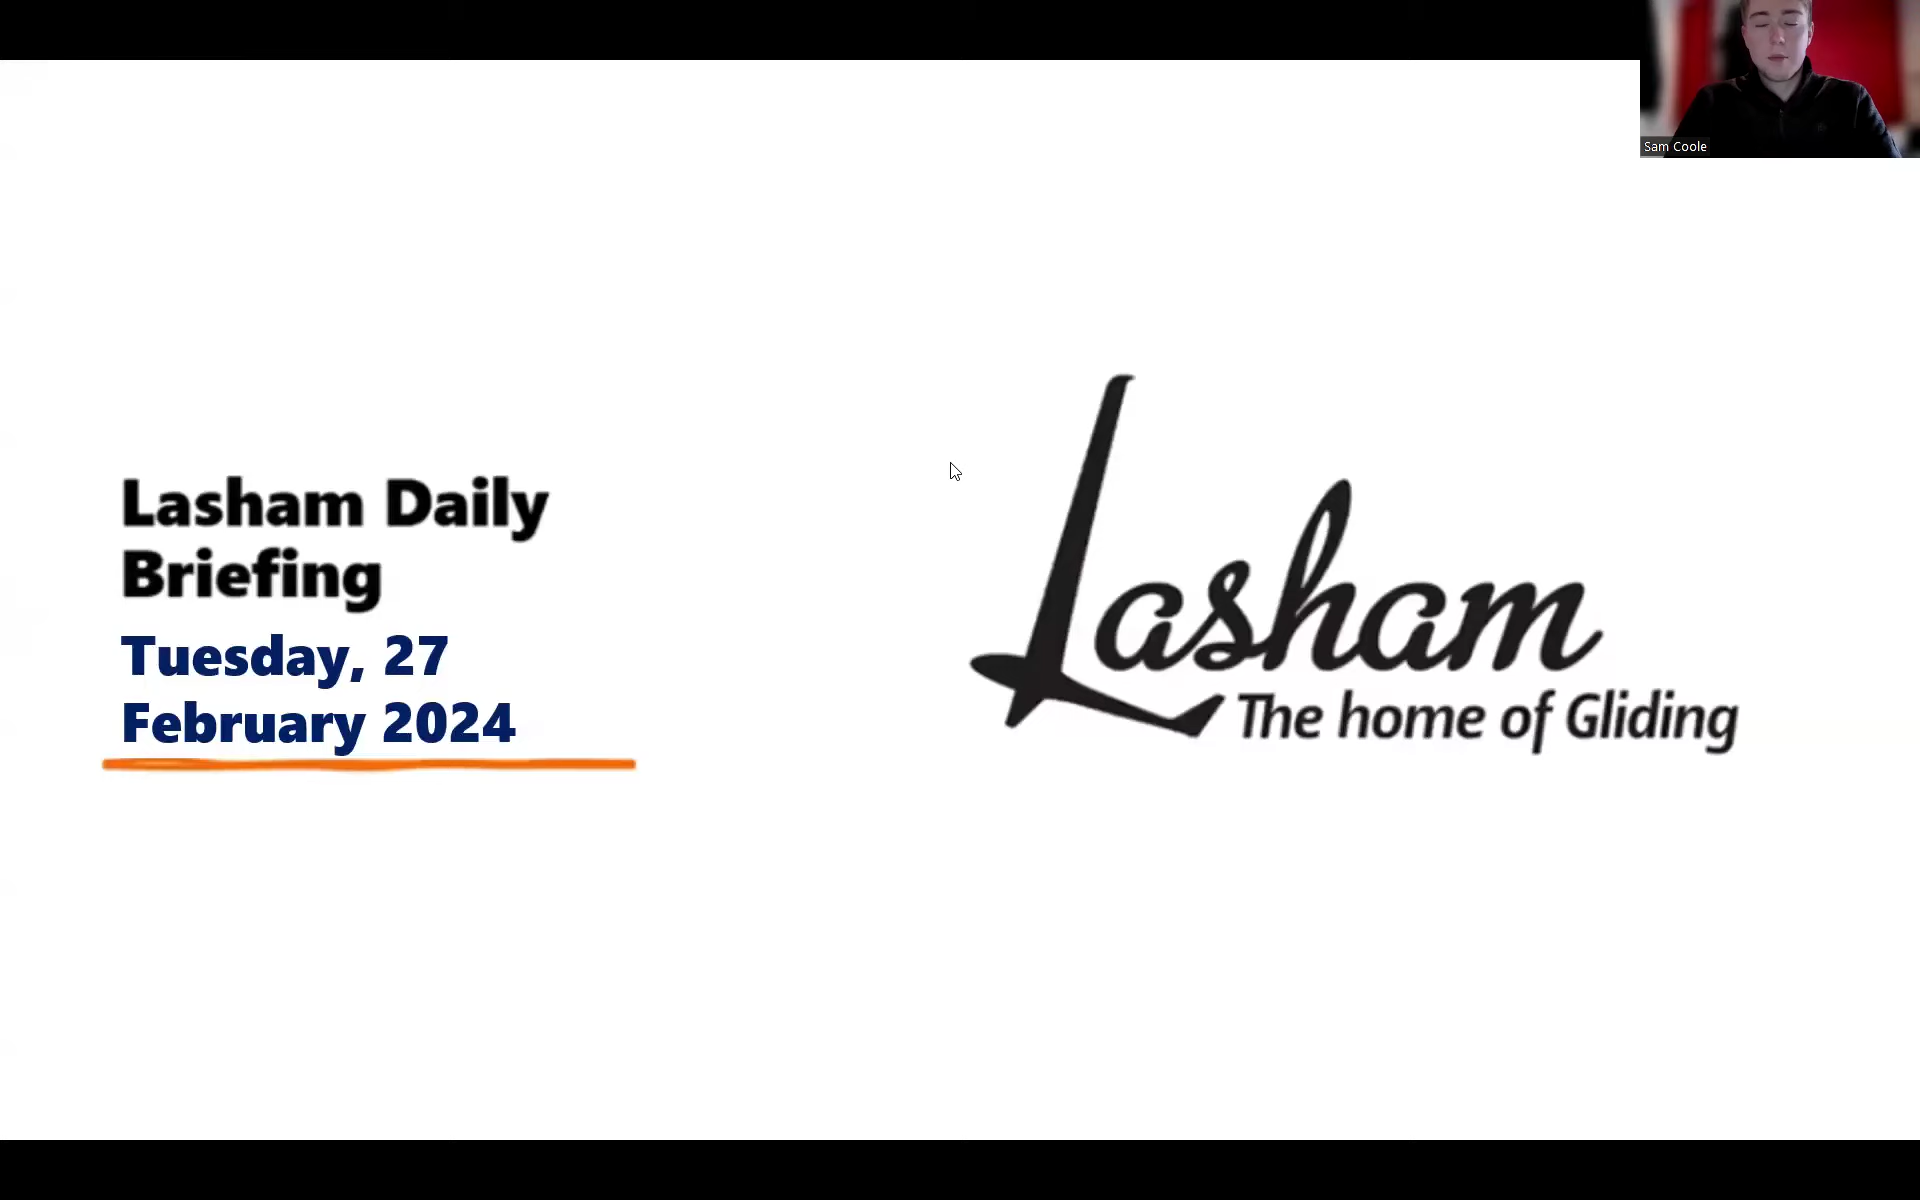 Sam Coole
Lasham Daily
Briefing
Tuesday, 27
February 2024
Lasham
The home of Gliding